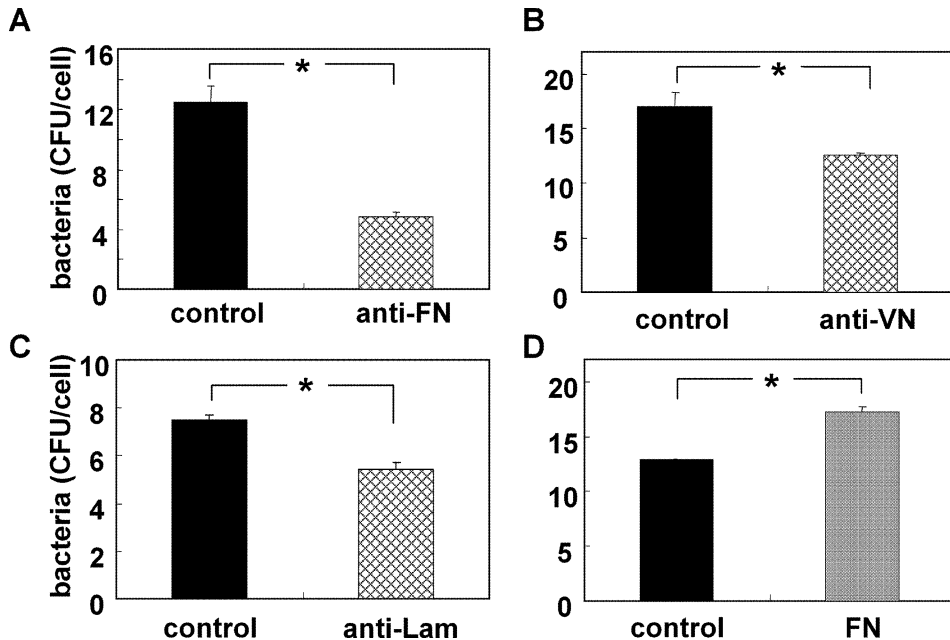 A
bacteria (CFU/cell)
16
12
8
4
0
*
control
anti-FN
B
20
15
10
5
0
*
control
anti-VN
C
bacteria (CFU/cell)
10
8
6
4
2
0
*
control
anti-Lam
D
20
15
10
5
0
*
control
FN